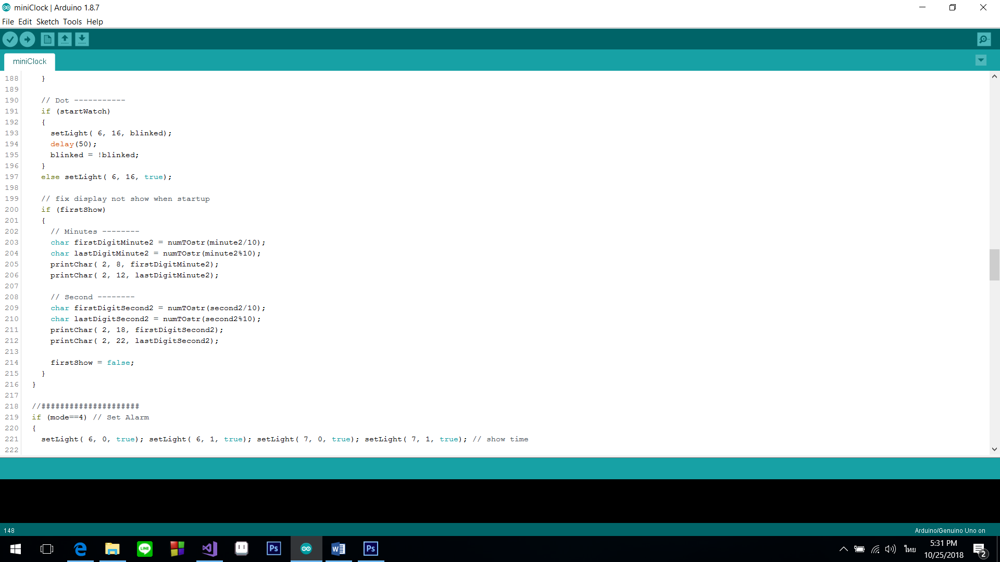 miniClock | Arduino 1.8.7
File Edit Sketch Tools Help
miniClock
188 }
189
190 // Dot -----------
191 if (startWatch)
192 {
193 setLight( 6, 16, blinked);
194 delay(50);
195 blinked = !blinked;
196 }
197 else setLight( 6, 16, true);
198
199 // fix display not show when startup
200 if (firstShow)
201 {
202 // Minutes --------
203 char firstDigitMinute2 = numTOstr(minute2/10);
204 char lastDigitMinute2 = numTOstr(minute2%10);
205 printChar( 2, 8, firstDigitMinute2);
206 printChar( 2, 12, lastDigitMinute2);
207
208 // Second --------
209 char firstDigitSecond2 = numTOstr(second2/10);
210 char lastDigitSecond2 = numTOstr(second2%10);
211 printChar( 2, 18, firstDigitSecond2);
212 printChar( 2, 22, lastDigitSecond2);
213
214 firstShow = false;
215 }
216 }
217
218 //#####################
219 if (mode==4) // Set Alarm
220 {
221 setLight( 6, 0, true); setLight( 6, 1, true); setLight( 7, 0, true); setLight( 7, 1, true); // show time
222
148
Arduino/Genuino Uno on
LINE
Ps
W
Ps
ไทย
5:31 PM
10/25/2018
2